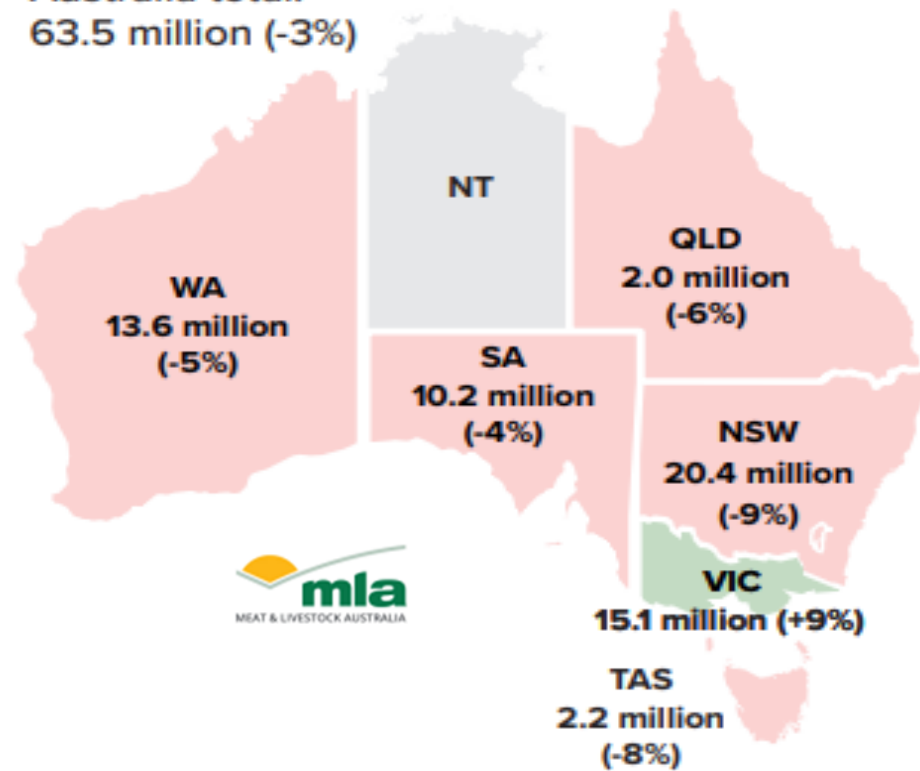 63.5 million (-3%)
NT
QLD
2.0 million
(-6%)
WA
13.6 million
(-5%)
SA
10.2 million
(-4%)
NSW
20.4 million
(-9%)
VIC
15.1 million (+9%)
mla
MEAT & LIVESTOCK AUSTRALIA
TAS
2.2 million
(-8%)